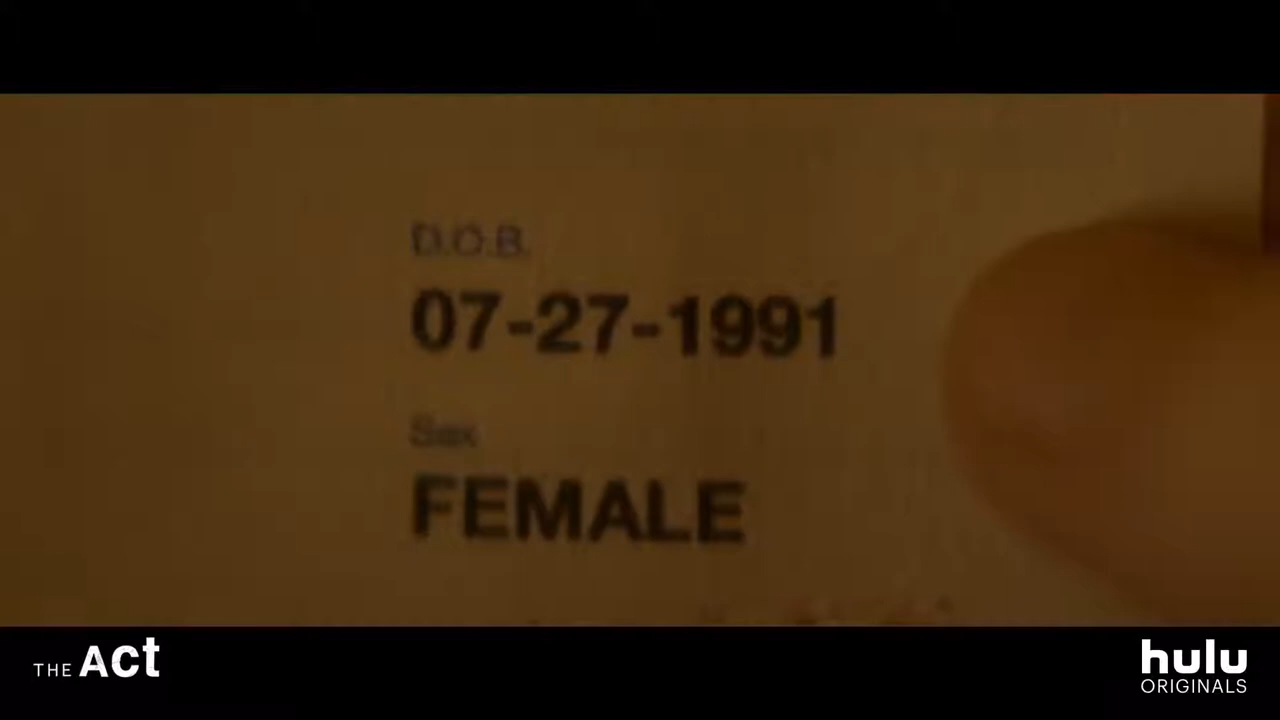 D.O.B.
07-27-1991
Sex
FEMALE
THE ACt
hulu
ORIGINALS